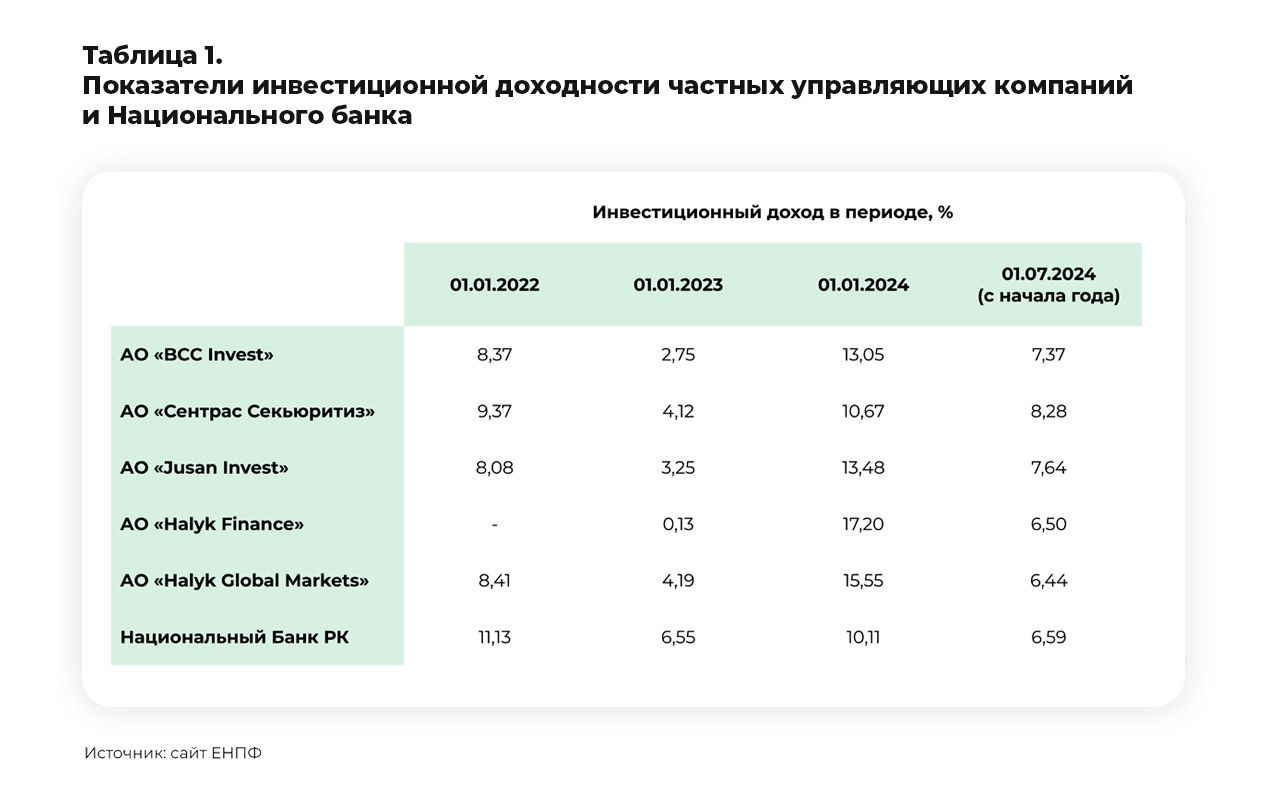 Таблица 1.
Показатели инвестиционной доходности частных управляющих компаний
и Национального банка
Инвестиционный доход в периоде, %
01.01.2022 01.01.2023 01.01.2024 01.07.2024
(с начала года)
АО «BCC Invest» 8,37 2,75 13,05 7,37
АО «Сентрас Секьюритиз» 9,37 4,12 10,67 8,28
АО «Jusan Invest» 8,08 3,25 13,48 7,64
АО «Halyk Finance» - 0,13 17,20 6,50
АО «Halyk Global Markets» 8,41 4,19 15,55 6,44
Национальный Банк РК 11,13 6,55 10,11 6,59
Источник: сайт ЕНПФ